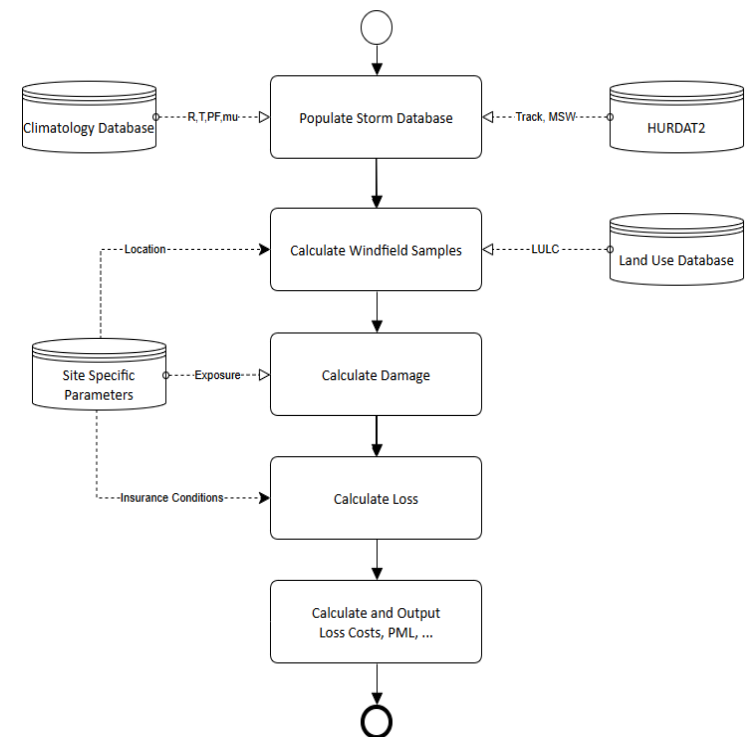 Climatology Database
R,T,PF,mu
Populate Storm Database
Track, MSW
HURDAT2
Location
Calculate Windfield Samples
LULC
Land Use Database
Site Specific
Parameters
Exposure
Calculate Damage
Insurance Conditions
Calculate Loss
Calculate and Output
Loss Costs, PML, ...